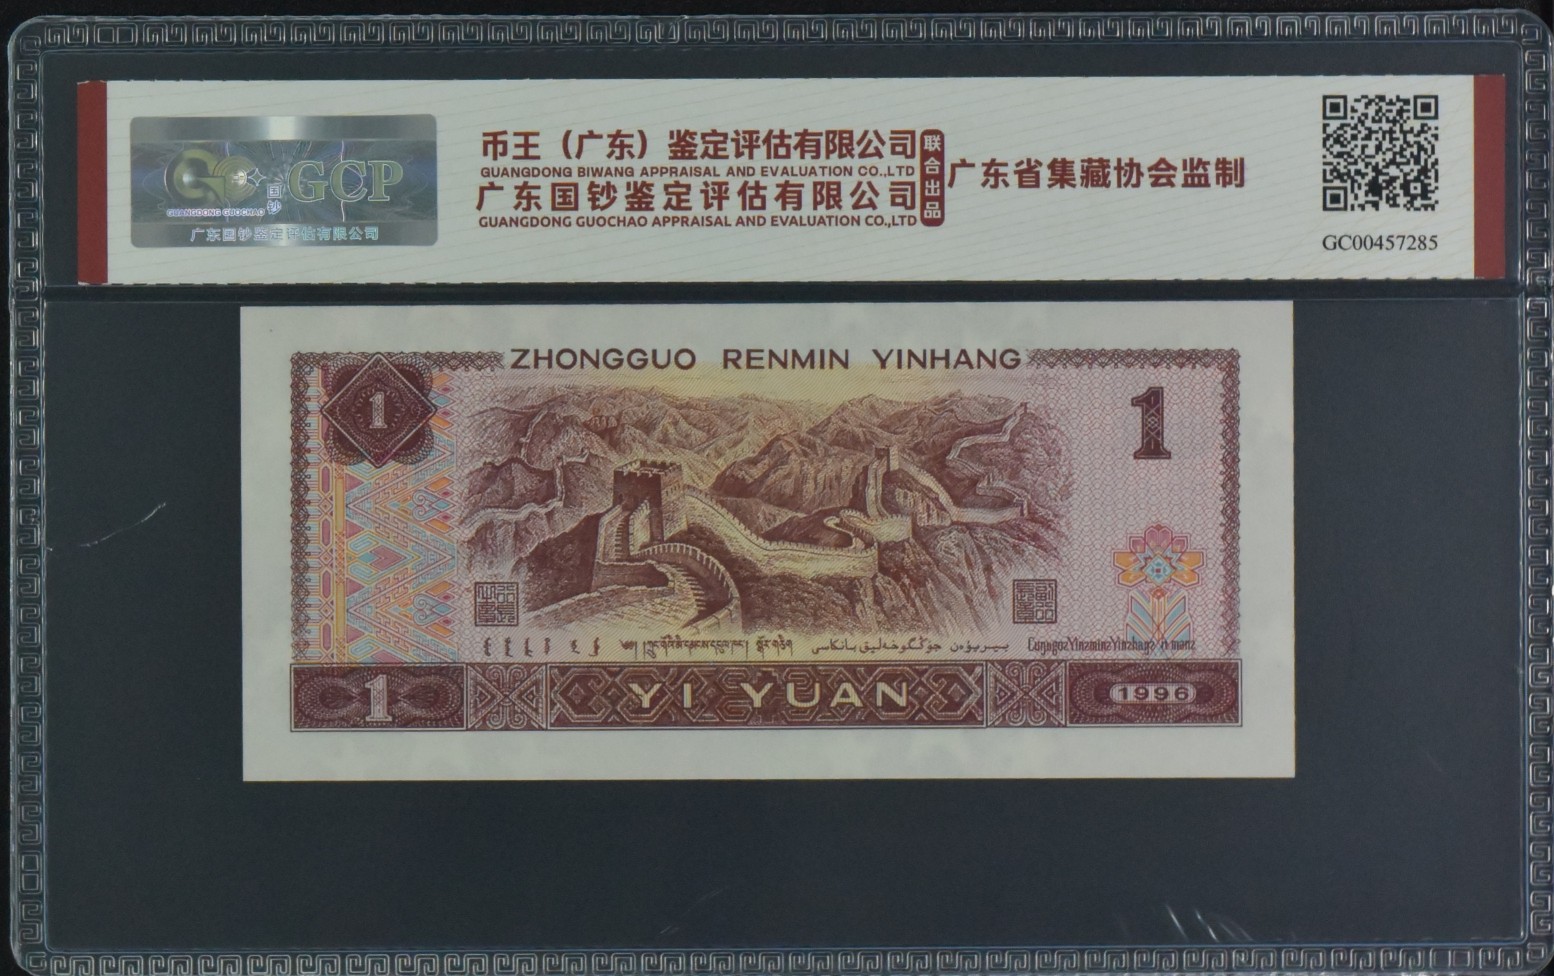 GCP
国
钞
GUANGDONG GUOCHAO
广东国钞鉴定评估有限公司
币王（广东）鉴定评估有限公司
GUANGDONG BIWANG APPRAISAL AND EVALUATION CO.,LTD
广东国钞鉴定评估有限公司
GUANGDONG GUOCHAO APPRAISAL AND EVALUATION CO.,LTD
联合出品
广东省集藏协会监制
GC00457285
ZHONGGUO RENMIN YINHANG
1
1
1
YI YUAN
1996